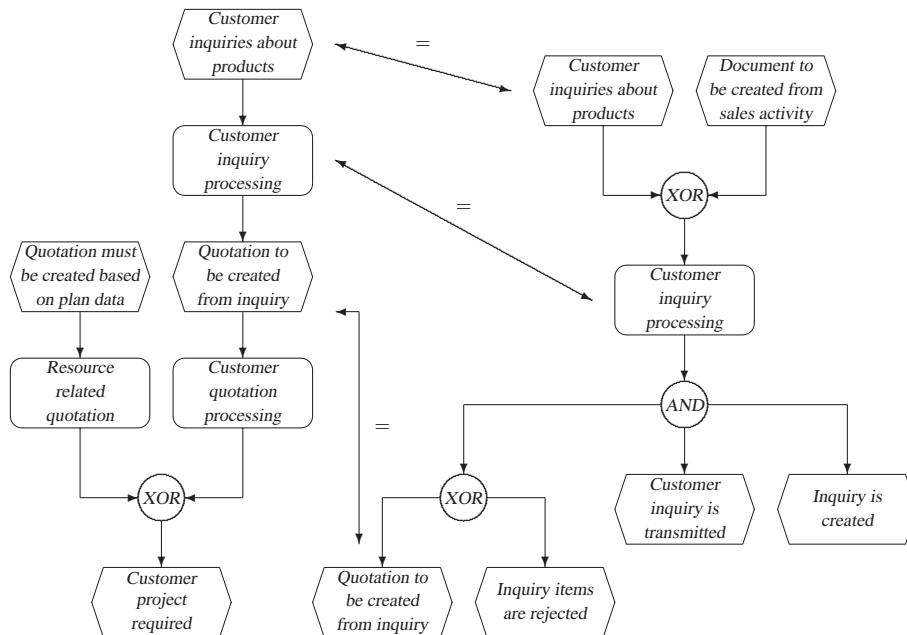 Customer
inquiries about
products
=
Customer
inquiries about
products
Document to
be created from
sales activity
Customer
inquiry
processing
XOR
=
Quotation must
be created based
on plan data
Quotation to
be created
from inquiry
Customer
inquiry
processing
Resource
related
quotation
Customer
quotation
processing
AND
=
XOR
XOR
Customer
inquiry is
transmitted
Inquiry is
created
Customer
project
required
Quotation to
be created
from inquiry
Inquiry items
are rejected